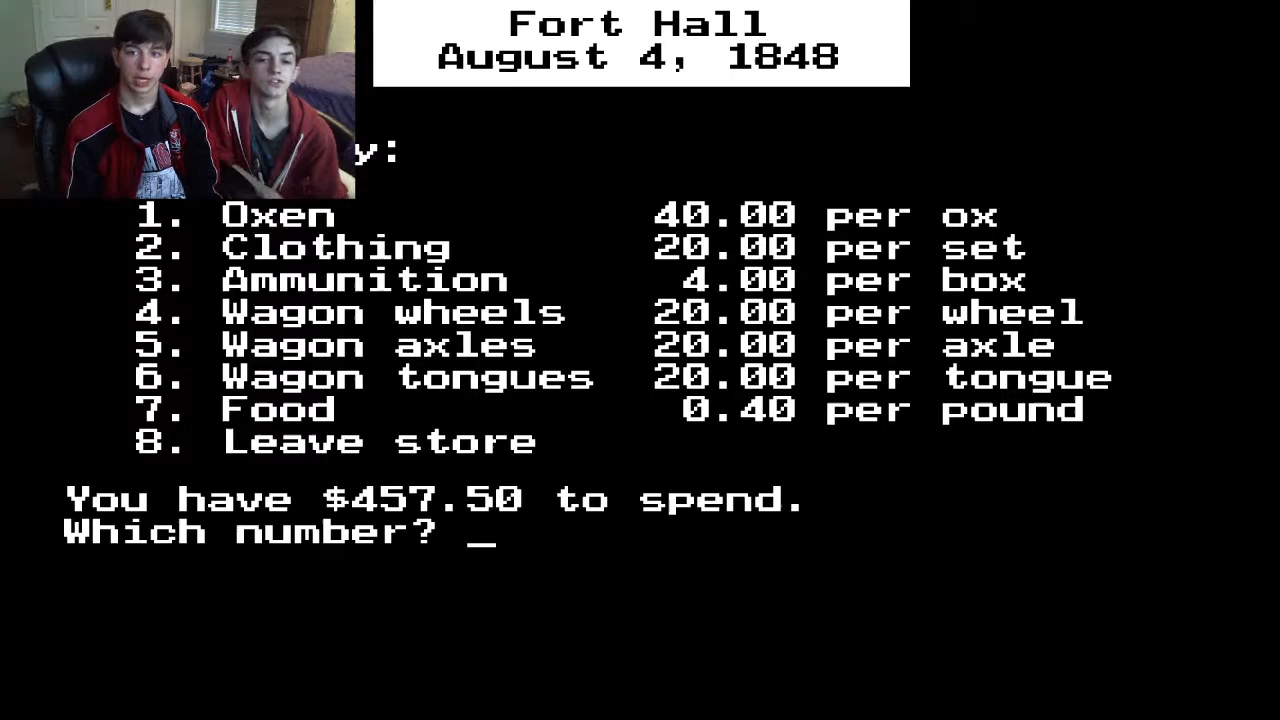 Fort Hall
August 4, 1848
y:
1. Oxen 40.00 per ox
2. Clothing 20.00 per set
3. Ammunition 4.00 per box
4. Wagon wheels 20.00 per wheel
5. Wagon axles 20.00 per axle
6. Wagon tongues 20.00 per tongue
7. Food 0.40 per pound
8. Leave store
You have $457.50 to spend.
Which number? _